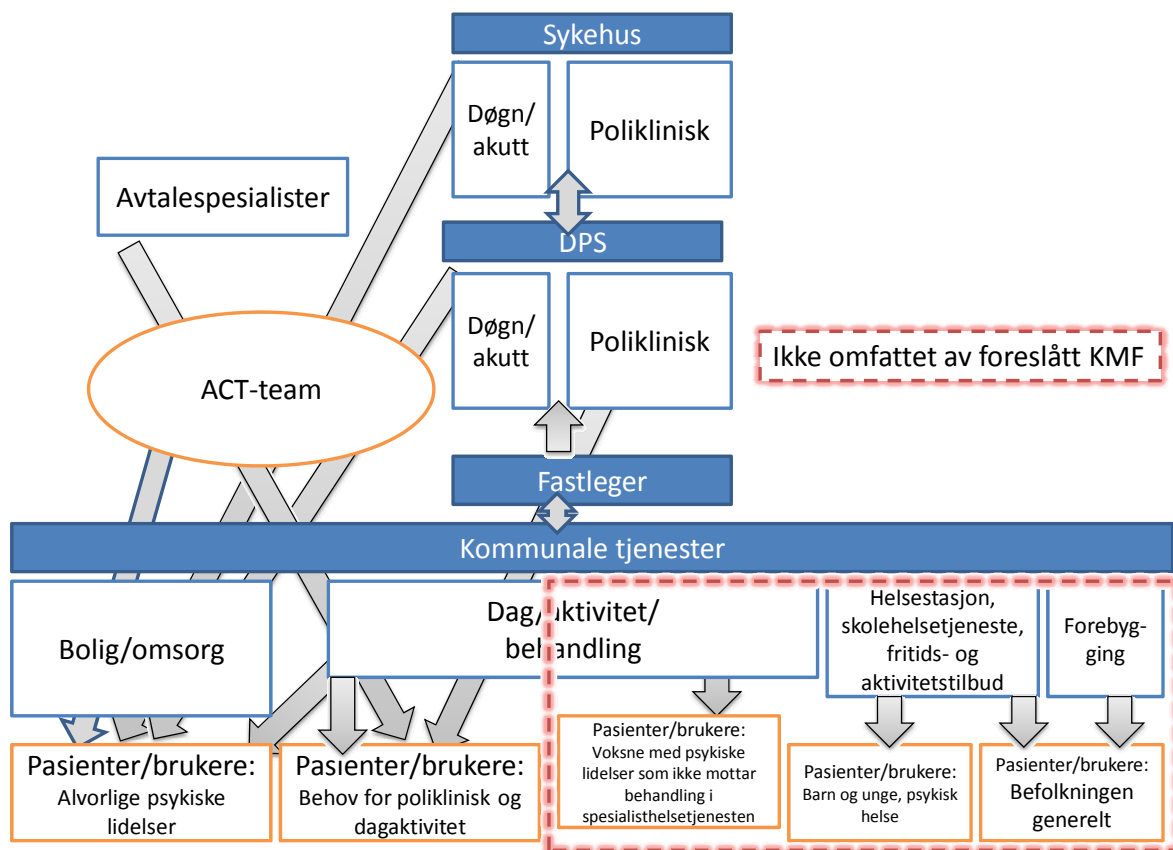 Sykehus
Døgn/
akutt
Poliklinisk
Avtalespesialister
DPS
Døgn/
akutt
Poliklinisk
Ikke omfattet av foreslått KMF
ACT-team
Fastleger
Kommunale tjenester
Bolig/omsorg
Dag/aktivitet/
behandling
Helsestasjon,
skolehelsetjeneste,
fritids- og
aktivitetstilbud
Forebyg-
ging
Pasienter/brukere:
Alvorlige psykiske
lidelser
Pasienter/brukere:
Behov for poliklinisk og
dagaktivitet
Pasienter/brukere:
Voksne med psykiske
lidelser som ikke mottar
behandling i
spesialisthelsetjenesten
Pasienter/brukere:
Barn og unge, psykisk
helse
Pasienter/brukere:
Befolkningen
generelt